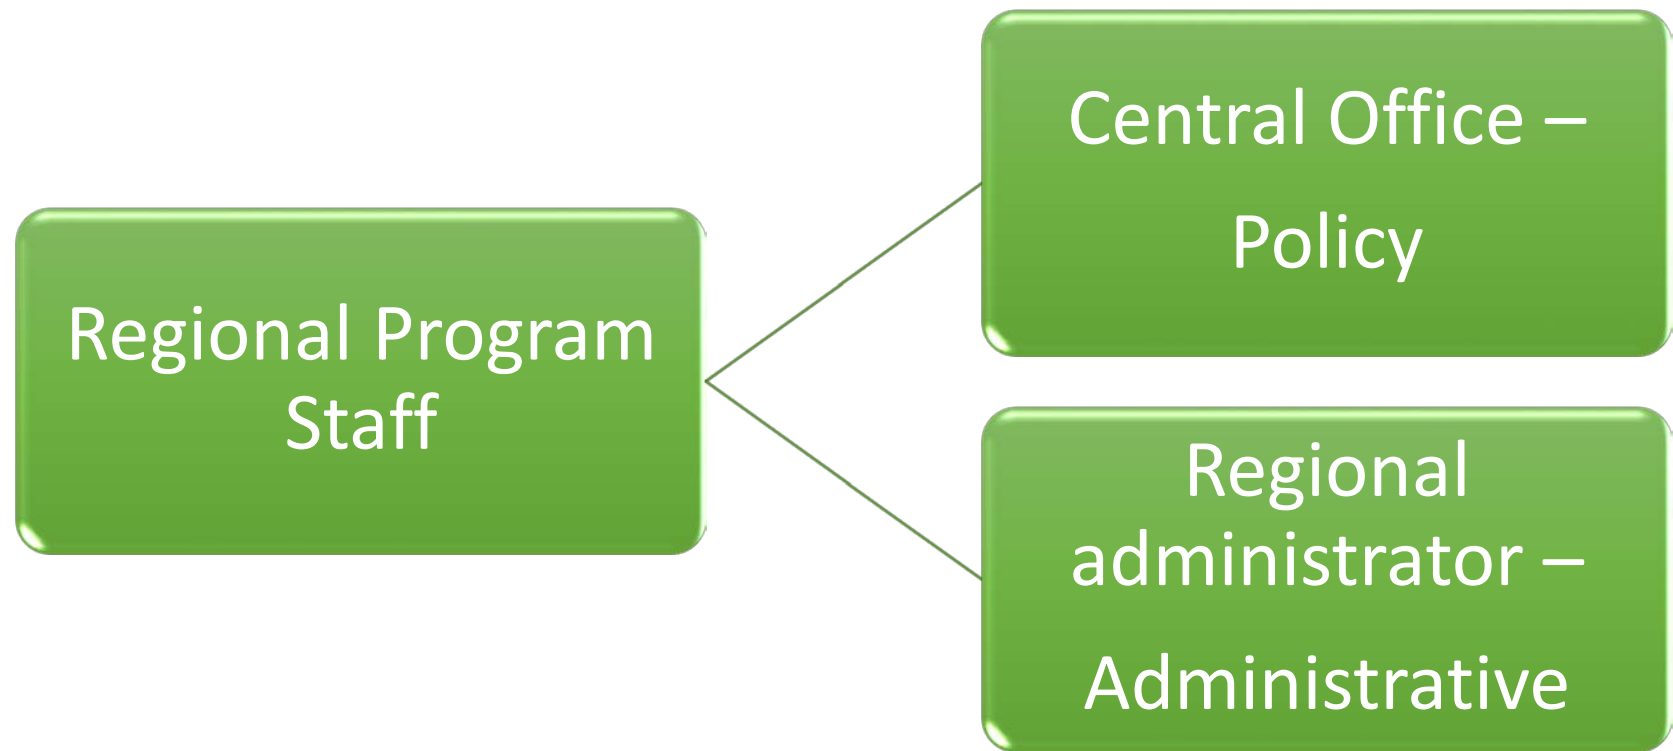 Regional Program
Staff
Central Office –
Policy
Regional
administrator –
Administrative